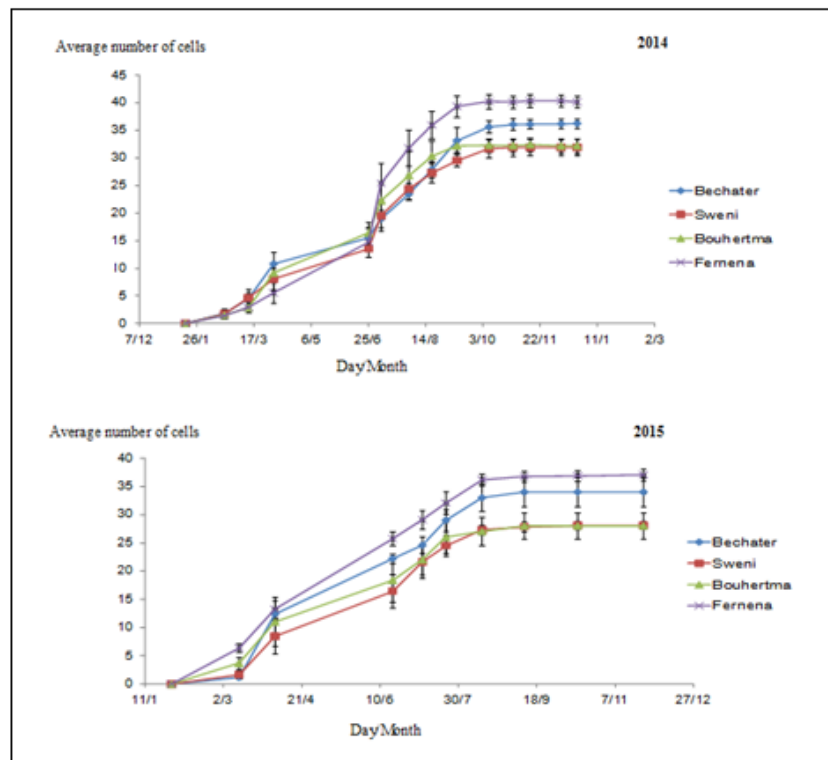 Average number of cells 2014
45
40
35
30
25
20
15
10
5
0
Bechater
Sweni
Bouhertma
Fernena
7/12 26/1 17/3 6/5 25/6 14/8 3/10 22/11 11/1 2/3
Day/Month
Average number of cells 2015
40
35
30
25
20
15
10
5
0
Bechater
Sweni
Bouhertma
Fernena
11/1 2/3 21/4 10/6 30/7 18/9 7/11 27/12
Day/Month